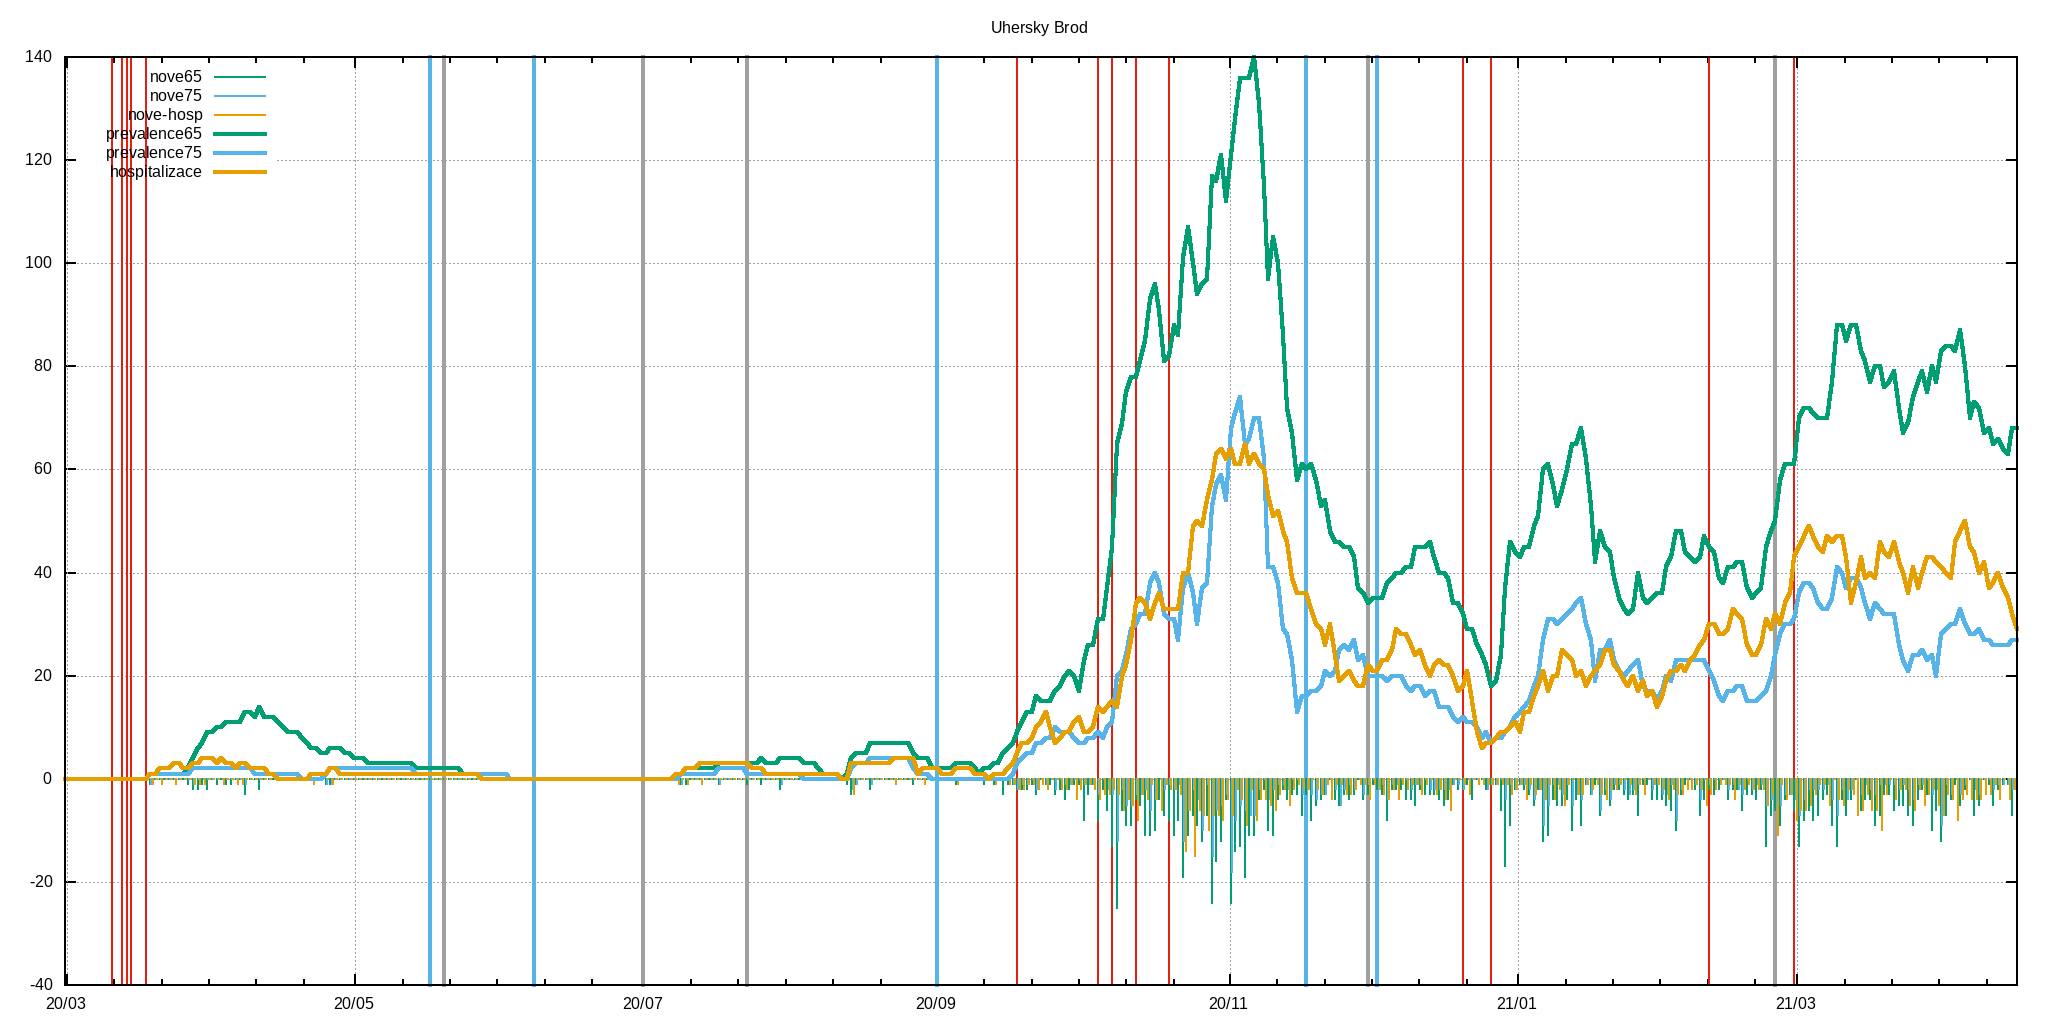 Uhersky Brod
140
120
100
80
60
40
20
0
-20
-40
nove65
nove75
nove-hosp
prevalence65
prevalence75
hospitalizace
20/03 20/05 20/07 20/09 20/11 21/01 21/03